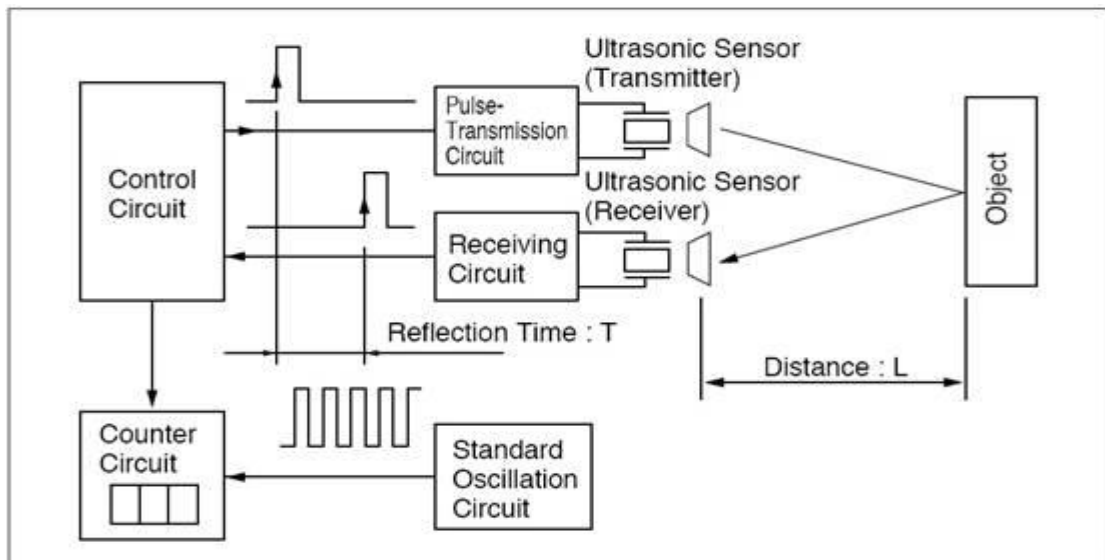 Ultrasonic Sensor
(Transmitter)
Pulse-
Transmission
Circuit
Control
Circuit
Ultrasonic Sensor
(Receiver)
Object
Receiving
Circuit
Reflection Time : T
Distance : L
Counter
Circuit
Standard
Oscillation
Circuit